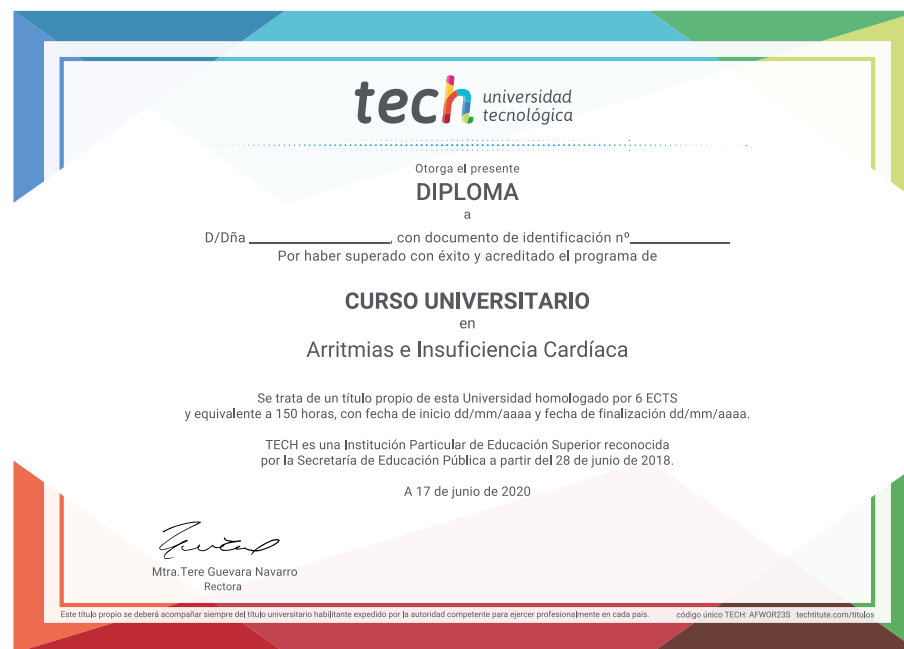 tech universidad
tecnológica
Otorga el presente
DIPLOMA
a
D/Dña ____________________, con documento de identificación nº______________
Por haber superado con éxito y acreditado el programa de
CURSO UNIVERSITARIO
en
Arritmias e Insuficiencia Cardíaca
Se trata de un título propio de esta Universidad homologado por 6 ECTS
y equivalente a 150 horas, con fecha de inicio dd/mm/aaaa y fecha de finalización dd/mm/aaaa.
TECH es una Institución Particular de Educación Superior reconocida
por la Secretaría de Educación Pública a partir del 28 de junio de 2018.
A 17 de junio de 2020
Mtra.Tere Guevara Navarro
Rectora
Este título propio se deberá acompañar siempre del título universitario habilitante expedido por la autoridad competente para ejercer profesionalmente en cada país. código único TECH: AFWOR23S techtitute.com/titulos